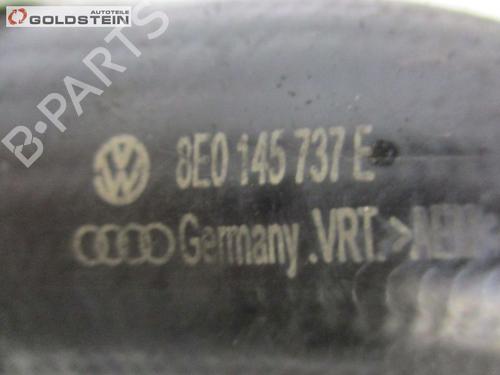 AUTOTEILE
GOLDSTEIN
B-PARTS
8E0 145 737 E
Germany .VRT.